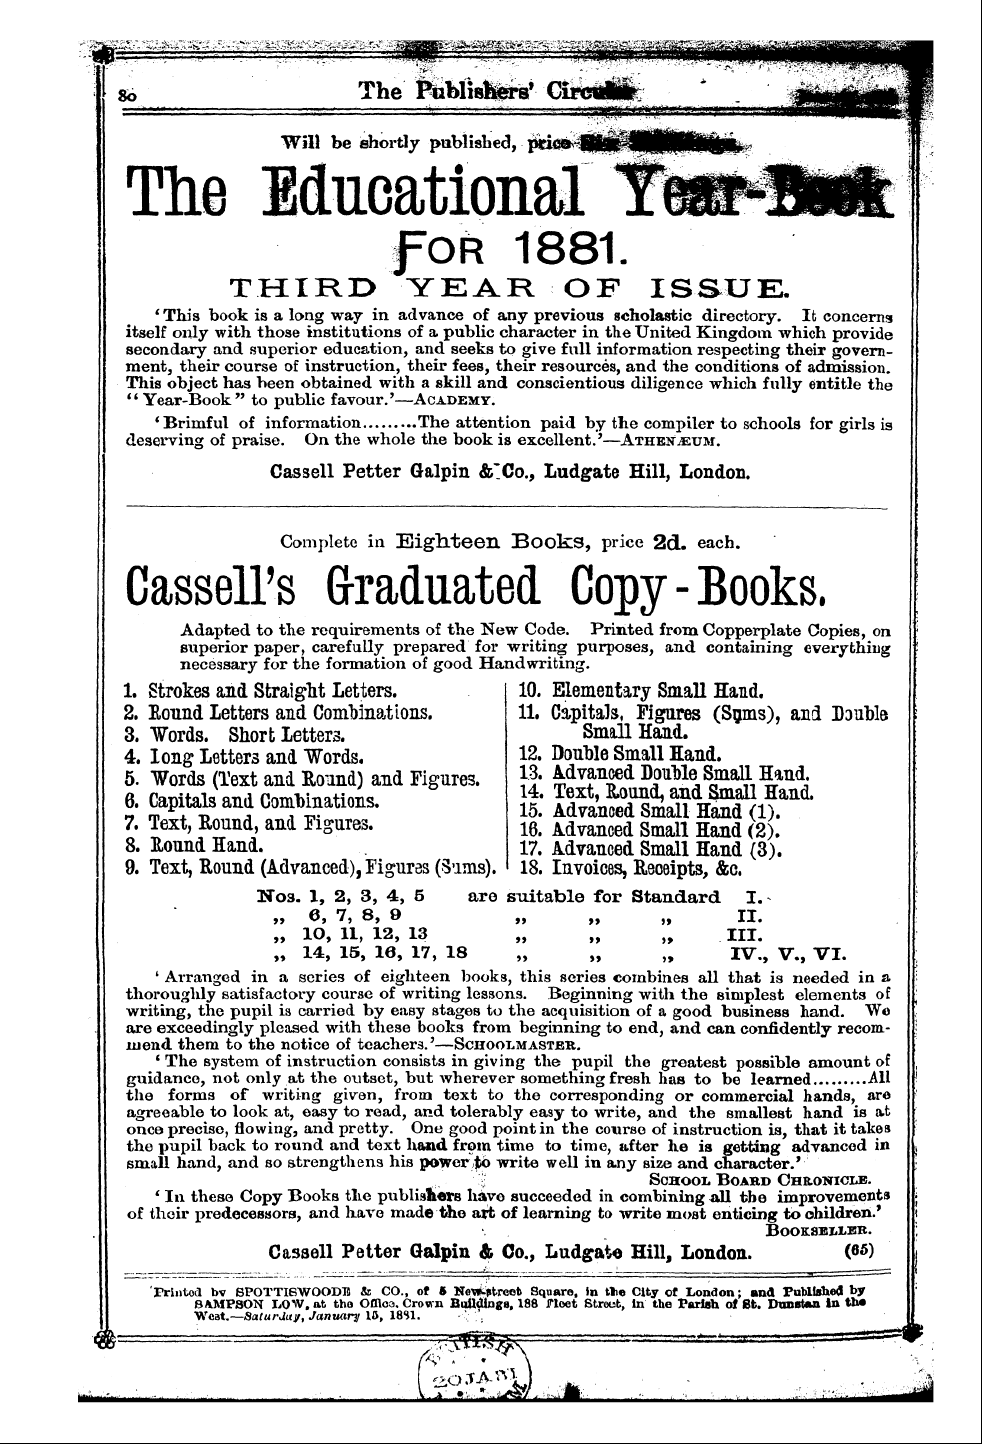 80
The Publishers' Circular
Will be shortly published, price
The Educational Year-Book
FOR 1881.
THIRD YEAR OF ISSUE.
'This book is a long way in advance of any previous scholastic directory. It concerns
itself only with those institutions of a public character in the United Kingdom which provide
secondary and superior education, and seeks to give full information respecting their govern-
ment, their course of instruction, their fees, their resources, and the conditions of admission.
This object has been obtained with a skill and conscientious diligence which fully entitle the
"Year-Book" to public favour.'—ACADEMY.
'Brimful of information.........The attention paid by the compiler to schools for girls is
deserving of praise. On the whole the book is excellent.'—ATHENÆUM.
Cassell Petter Galpin & Co., Ludgate Hill, London.
Complete in Eighteen Books, price 2d. each.
Cassell's Graduated Copy-Books.
Adapted to the requirements of the New Code. Printed from Copperplate Copies, on
superior paper, carefully prepared for writing purposes, and containing everything
necessary for the formation of good Handwriting.
1. Strokes and Straight Letters.
2. Round Letters and Combinations.
3. Words. Short Letters.
4. Long Letters and Words.
5. Words (Text and Round) and Figures.
6. Capitals and Combinations.
7. Text, Round, and Figures.
8. Round Hand.
9. Text, Round (Advanced), Figures (Sums).
10. Elementary Small Hand.
11. Capitals, Figures (Sums), and Double
Small Hand.
12. Double Small Hand.
13. Advanced Double Small Hand.
14. Text, Round, and Small Hand.
15. Advanced Small Hand (1).
16. Advanced Small Hand (2).
17. Advanced Small Hand (3).
18. Invoices, Receipts, &c.
Nos. 1, 2, 3, 4, 5 are suitable for Standard I.
„ 6, 7, 8, 9 „ „ „ II.
„ 10, 11, 12, 13 „ „ „ III.
„ 14, 15, 16, 17, 18 „ „ „ IV., V., VI.
'Arranged in a series of eighteen books, this series combines all that is needed in a
thoroughly satisfactory course of writing lessons. Beginning with the simplest elements of
writing, the pupil is carried by easy stages to the acquisition of a good business hand. We
are exceedingly pleased with these books from beginning to end, and can confidently recom-
mend them to the notice of teachers.'—SCHOOLMASTER.
'The system of instruction consists in giving the pupil the greatest possible amount of
guidance, not only at the outset, but wherever something fresh has to be learned.........All
the forms of writing given, from text to the corresponding or commercial hands, are
agreeable to look at, easy to read, and tolerably easy to write, and the smallest hand is at
once precise, flowing, and pretty. One good point in the course of instruction is, that it takes
the pupil back to round and text hand from time to time, after he is getting advanced in
small hand, and so strengthens his power to write well in any size and character.'
SCHOOL BOARD CHRONICLE.
'In these Copy Books the publishers have succeeded in combining all the improvements
of their predecessors, and have made the art of learning to write most enticing to children.'
BOOKSELLER.
Cassell Petter Galpin & Co., Ludgate Hill, London. (65)
Printed by SPOTTISWOODE & CO., of 5 New-street Square, in the City of London; and Published by
SAMPSON LOW, at the Office, Crown Buildings, 188 Fleet Street, in the Parish of St. Dunstan in the
West.—Saturday, January 15, 1881.
BRITISH
20 JA 81
M